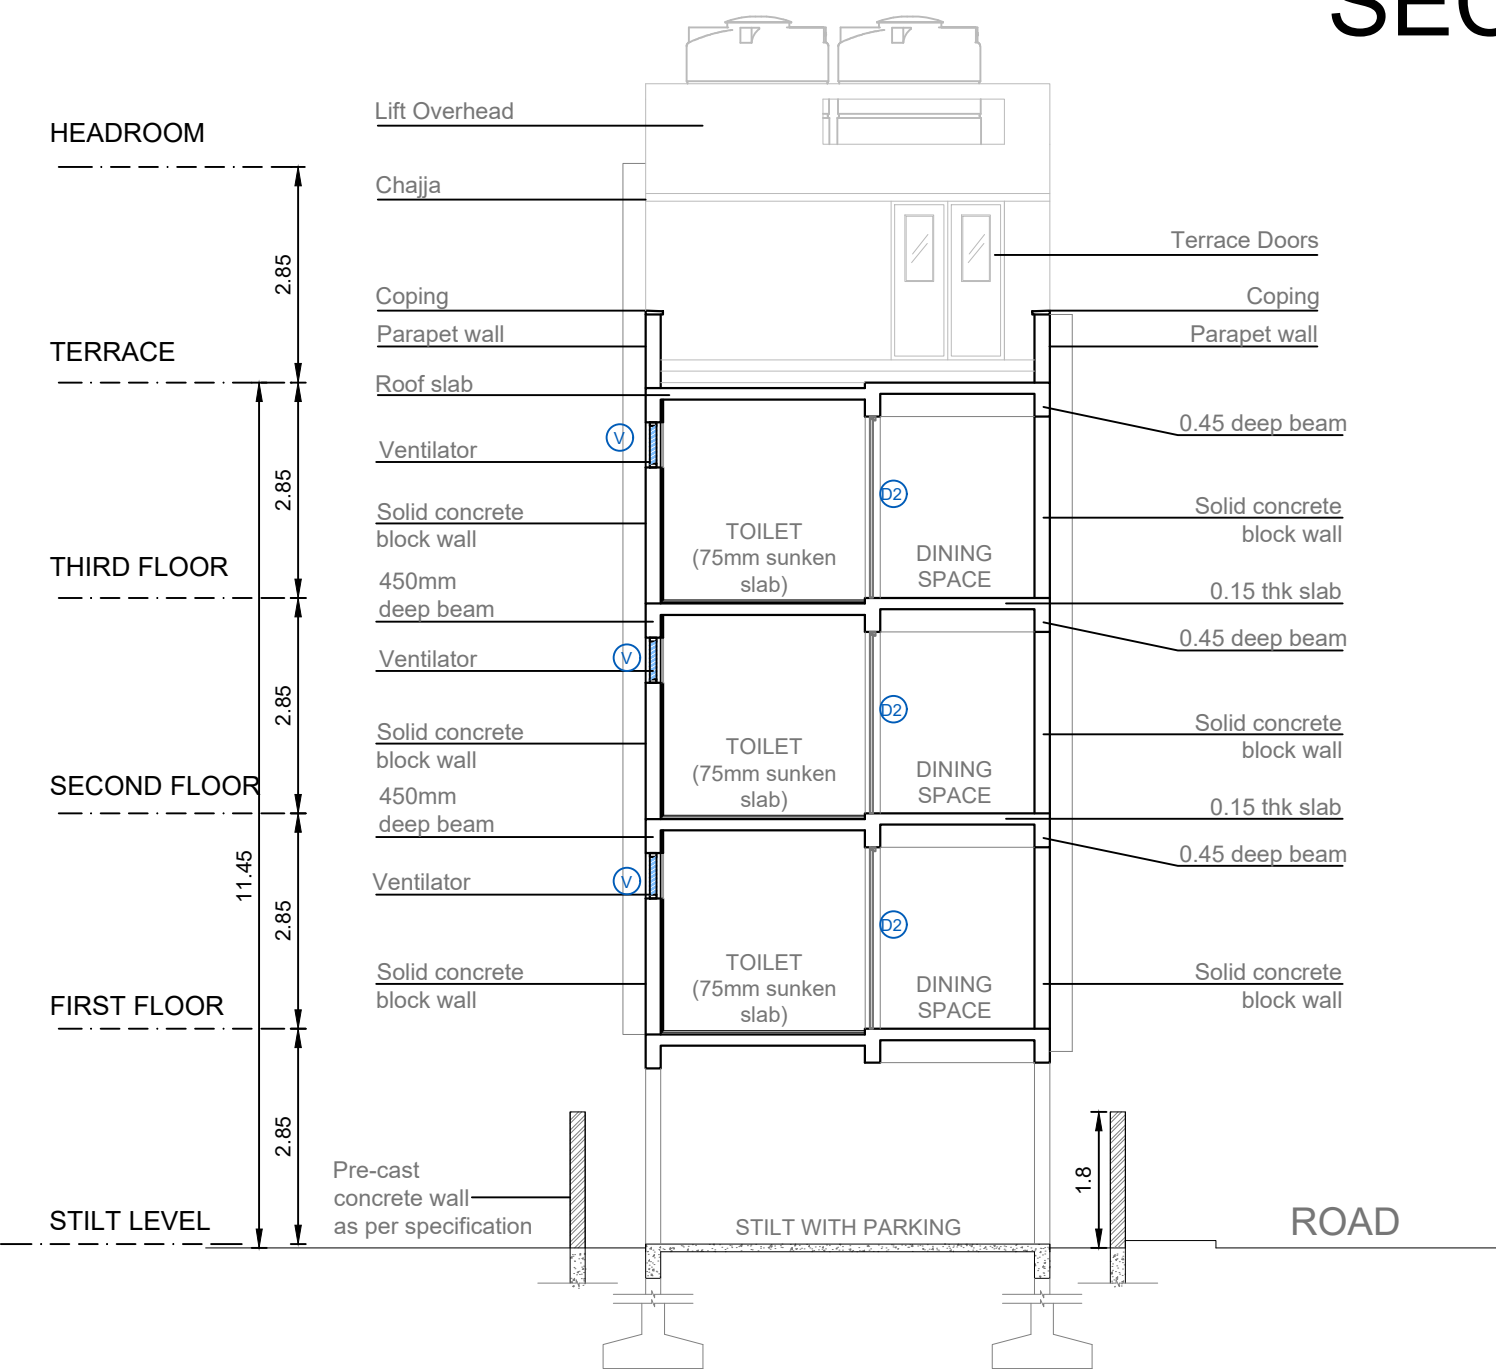 SEC
HEADROOM
Lift Overhead
Chajja
2.85
Terrace Doors
Coping
Coping
Parapet wall
Parapet wall
TERRACE
Roof slab
0.45 deep beam
V
Ventilator
2.85
D2
Solid concrete
block wall
Solid concrete
block wall
TOILET
(75mm sunken
slab)
DINING
SPACE
THIRD FLOOR
450mm
deep beam
0.15 thk slab
0.45 deep beam
V
Ventilator
2.85
D2
Solid concrete
block wall
Solid concrete
block wall
TOILET
(75mm sunken
slab)
DINING
SPACE
SECOND FLOOR
450mm
deep beam
0.15 thk slab
0.45 deep beam
11.45
V
Ventilator
2.85
D2
Solid concrete
block wall
Solid concrete
block wall
TOILET
(75mm sunken
slab)
DINING
SPACE
FIRST FLOOR
2.85
Pre-cast
concrete wall
as per specification
1.8
STILT LEVEL
STILT WITH PARKING
ROAD